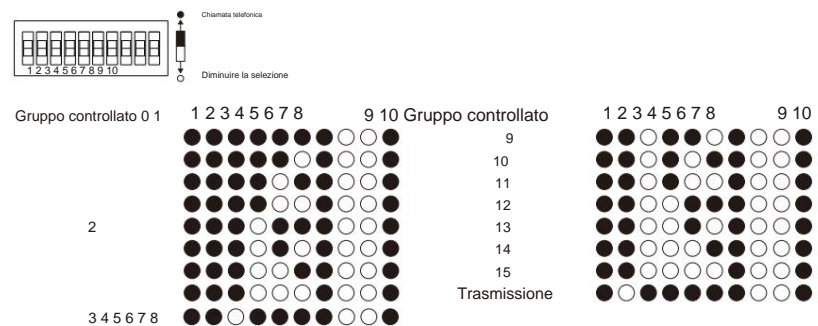 Chiamata telefonica
1 2 3 4 5 6 7 8 9 10
Diminuire la selezione
Gruppo controllato 0 1 1 2 3 4 5 6 7 8 9 10 Gruppo controllato 1 2 3 4 5 6 7 8 9 10
9
10
11
12
2 13
14
15
Trasmissione
3 4 5 6 7 8